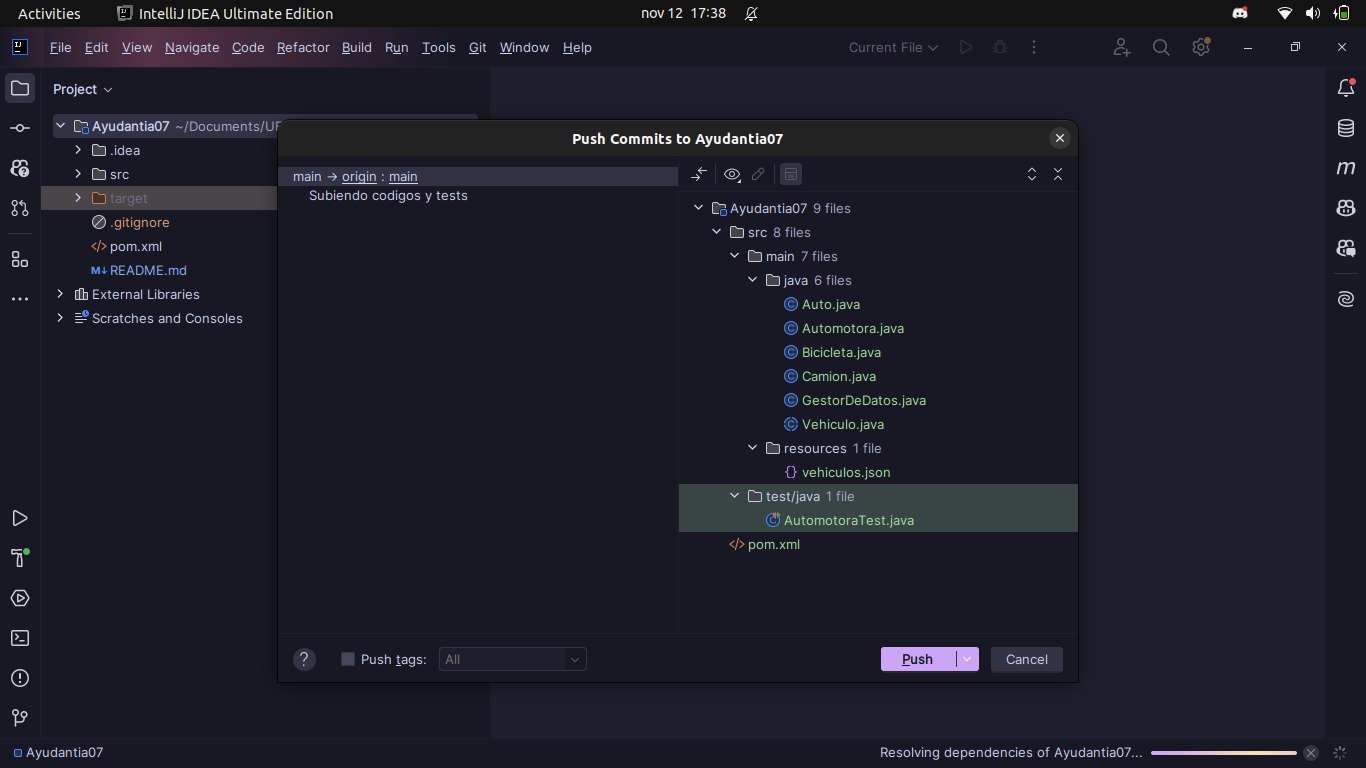 Activities IntelliJ IDEA Ultimate Edition nov 12 17:38
File Edit View Navigate Code Refactor Build Run Tools Git Window Help Current File
Project
Ayudantia07 ~/Documents/UF
.idea
src
target
.gitignore
pom.xml
README.md
External Libraries
Scratches and Consoles
Push Commits to Ayudantia07
main → origin : main
Subiendo codigos y tests
Ayudantia07 9 files
src 8 files
main 7 files
java 6 files
Auto.java
Automotora.java
Bicicleta.java
Camion.java
GestorDeDatos.java
Vehiculo.java
resources 1 file
vehiculos.json
test/java 1 file
AutomotoraTest.java
pom.xml
? Push tags: All Push Cancel
Ayudantia07 Resolving dependencies of Ayudantia07...